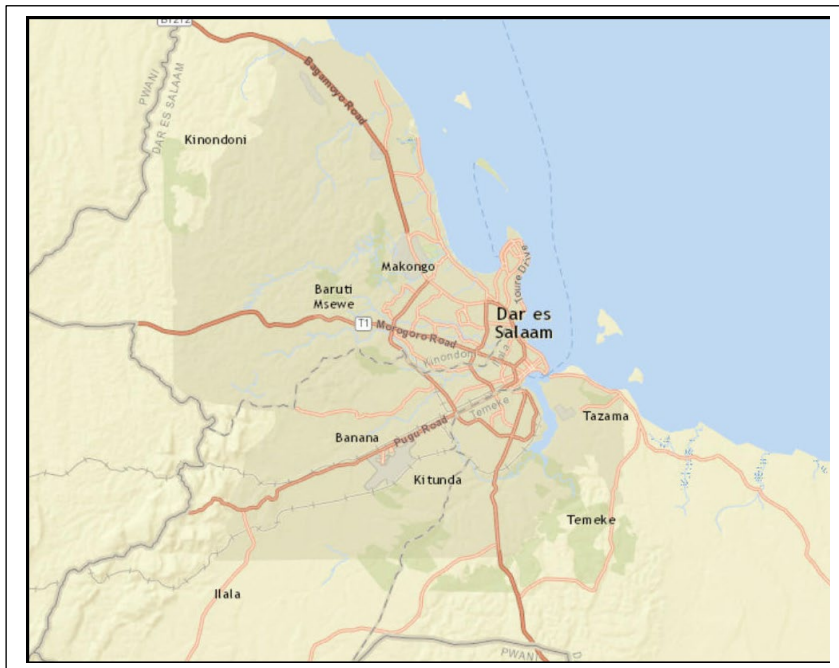 B1212
PWANI
DAR ES SALAAM
Bagamoyo Road
Kinondoni
Makongo
Toure Drive
Baruti
Msewe
Dar es
Salaam
T1
Morogoro Road
Kinondoni
Temeke
Tazama
Banana
Pugu Road
Kitunda
Temeke
Ilala
PWANI
D